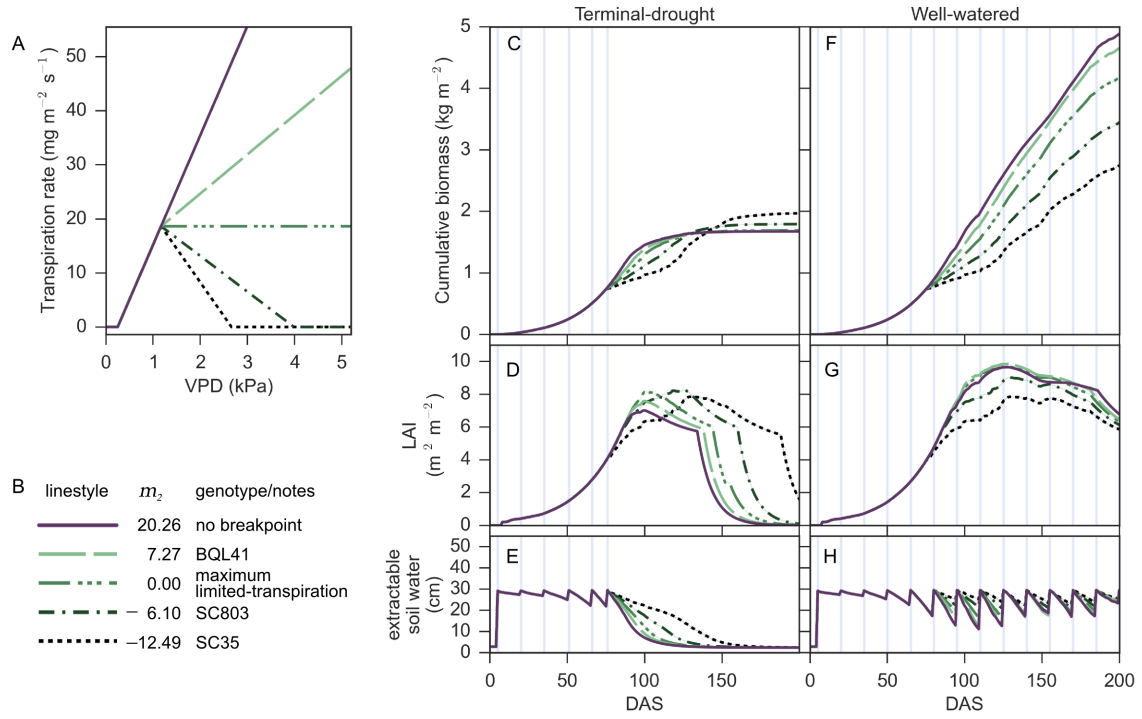 Terminal-drought
Well-watered
A
C
F
Transpiration rate (mg m⁻² s⁻¹)
50
40
30
20
10
0
0
1
2
3
4
5
VPD (kPa)
Cumulative biomass (kg m⁻²)
5
4
3
2
1
0
D
G
LAI
(m² m⁻²)
10
8
6
4
2
0
B
linestyle m₂ genotype/notes
20.26 no breakpoint
7.27 BQL41
0.00 maximum
limited-transpiration
− 6.10 SC803
−12.49 SC35
E
H
extractable
soil water
(cm)
50
40
30
20
10
0
0
50
100
150
DAS
0
50
100
150
200
DAS